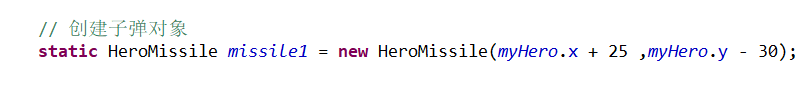 // 创建子弹对象
static HeroMissile missile1 = new HeroMissile(myHero.x + 25 ,myHero.y - 30);